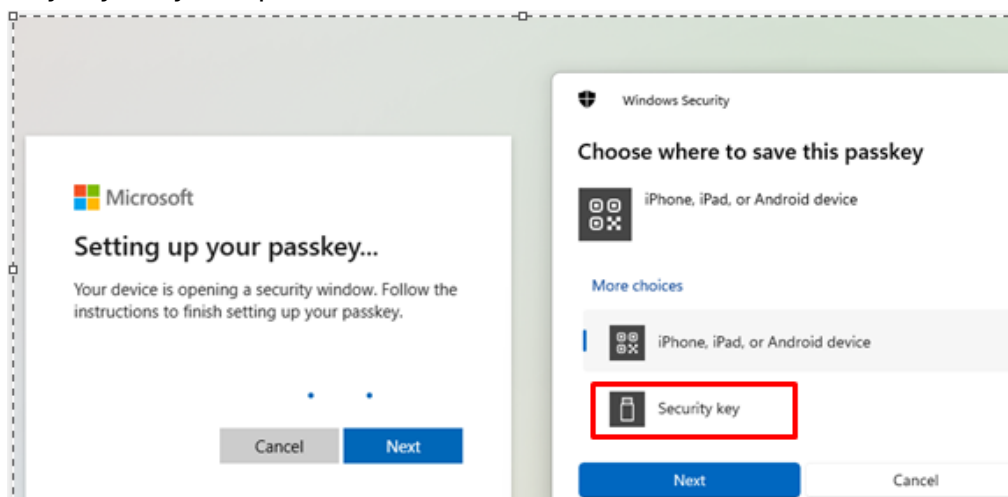 Microsoft
Setting up your passkey...
Your device is opening a security window. Follow the
instructions to finish setting up your passkey.
Cancel
Next
Windows Security
Choose where to save this passkey
iPhone, iPad, or Android device
More choices
iPhone, iPad, or Android device
Security key
Next
Cancel